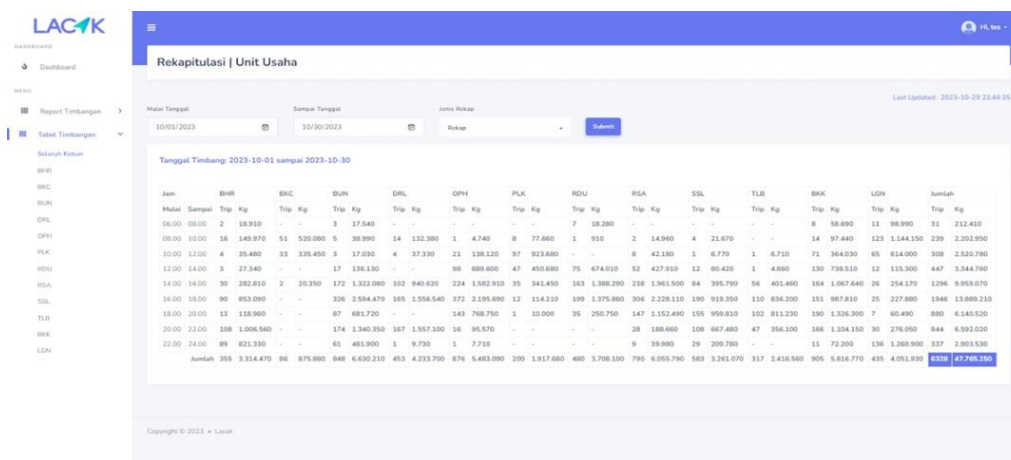 LACAK
Hi, tes
DASHBOARD
Dashboard
MENU
Report Timbangan
Tabel Timbangan
Seluruh Kebun
BHR
BKC
BUN
DRL
OPH
PLK
RDU
RSA
SSL
TLB
BKK
LGN
Rekapitulasi | Unit Usaha
Last Updated : 2023-10-29 23:44:35
Mulai Tanggal Sampai Tanggal Jenis Rekap
10/01/2023 10/30/2023 Rekap Submit
Tanggal Timbang: 2023-10-01 sampai 2023-10-30
Jam BHR BKC BUN DRL OPH PLK RDU RSA SSL TLB BKK LGN Jumlah
Mulai Sampai Trip Kg Trip Kg Trip Kg Trip Kg Trip Kg Trip Kg Trip Kg Trip Kg Trip Kg Trip Kg Trip Kg Trip Kg Trip Kg
06.00 08.00 2 18.910 - - 3 17.540 - - - - - - 7 18.280 - - - - - - 8 58.690 11 98.990 31 212.410
08.00 10.00 16 149.970 51 520.080 5 38.990 14 132.380 1 4.740 8 77.660 1 910 2 14.960 4 21.670 - - 14 97.440 123 1.144.150 239 2.202.950
10.00 12.00 4 35.480 33 335.450 3 17.030 4 37.330 21 138.120 97 923.680 - - 8 42.180 1 6.770 1 6.710 71 364.030 65 614.000 308 2.520.780
12.00 14.00 3 27.340 - - 17 136.130 - - 98 689.600 47 450.680 75 674.010 52 427.910 12 80.420 1 4.860 130 738.510 12 115.300 447 3.344.760
14.00 16.00 30 282.810 2 20.350 172 1.322.080 102 940.620 224 1.582.910 35 341.450 163 1.388.290 238 1.961.500 84 395.790 56 401.460 164 1.067.640 26 254.170 1296 9.959.070
16.00 18.00 90 853.090 - - 326 2.594.470 165 1.556.540 372 2.195.690 12 114.210 199 1.375.860 306 2.228.110 190 919.350 110 836.200 151 987.810 25 227.880 1946 13.889.210
18.00 20.00 13 118.960 - - 87 681.720 - - 143 768.750 1 10.000 35 250.750 147 1.152.490 155 959.810 102 811.230 190 1.326.300 7 60.490 880 6.140.520
20.00 22.00 108 1.006.560 - - 174 1.340.350 167 1.557.100 16 95.570 - - - - 28 188.660 108 667.480 47 356.100 166 1.104.150 30 276.050 844 6.592.020
22.00 24.00 89 821.330 - - 61 481.900 1 9.730 1 7.710 - - - - 9 39.980 29 209.780 - - 11 72.200 136 1.260.900 337 2.903.530
Jumlah 355 3.314.470 86 875.880 848 6.630.210 453 4.233.700 876 5.483.090 200 1.917.680 480 3.708.100 790 6.055.790 583 3.261.070 317 2.416.560 905 5.816.770 435 4.051.930 6328 47.765.250
Copyright © 2023 • Lacak